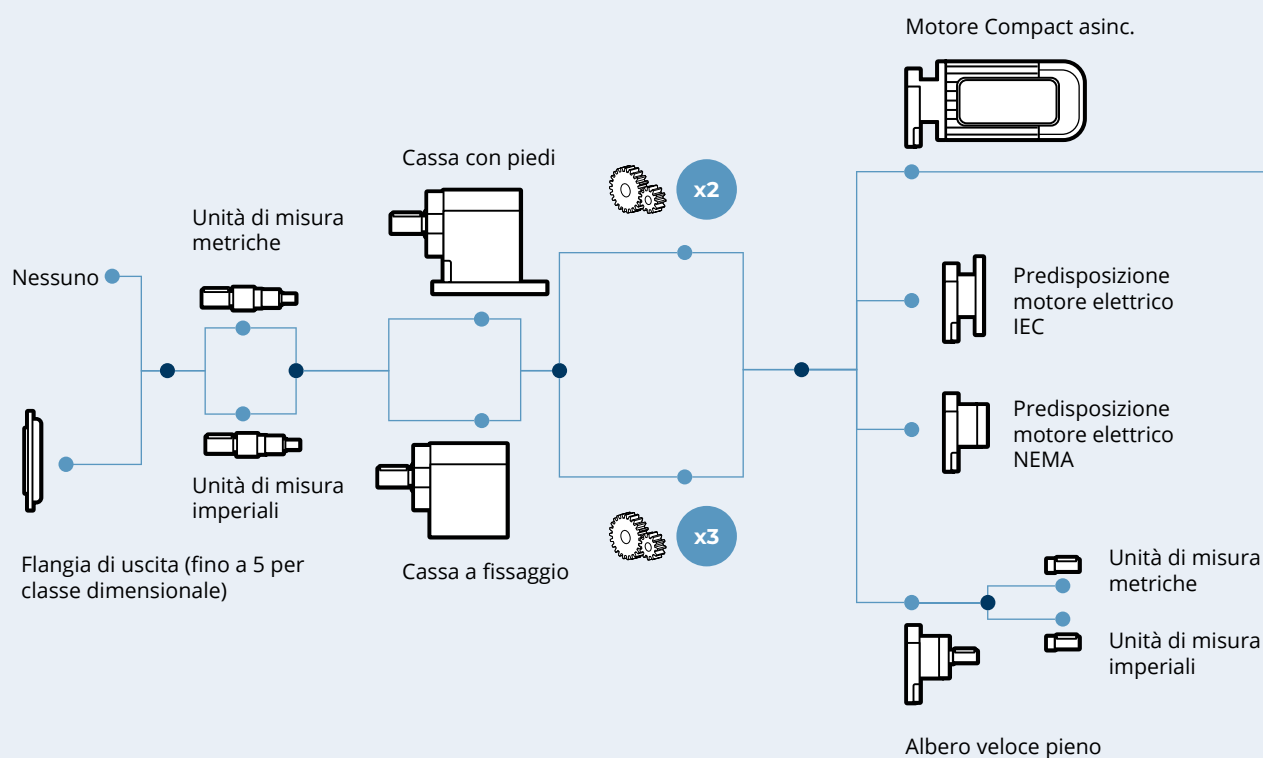 Motore Compact asinc.
Cassa con piedi
x2
Unità di misura
metriche
Nessuno
Predisposizione
motore elettrico
IEC
Predisposizione
motore elettrico
NEMA
Unità di misura
imperiali
Flangia di uscita (fino a 5 per
classe dimensionale)
Cassa a fissaggio
x3
Unità di misura
metriche
Unità di misura
imperiali
Albero veloce pieno